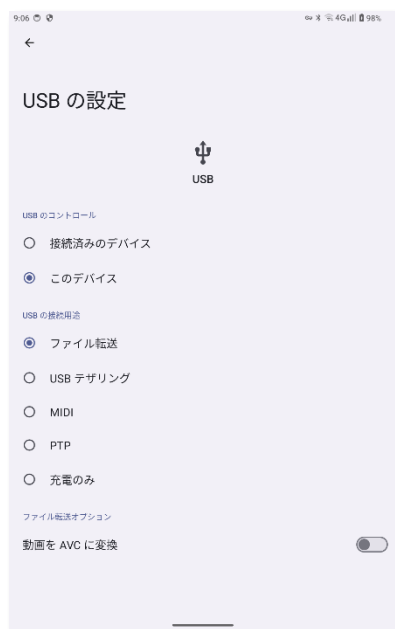 9:06
4G 98%
USB の設定
USB
USB のコントロール
接続済みのデバイス
このデバイス
USB の接続用途
ファイル転送
USB テザリング
MIDI
PTP
充電のみ
ファイル転送オプション
動画を AVC に変換